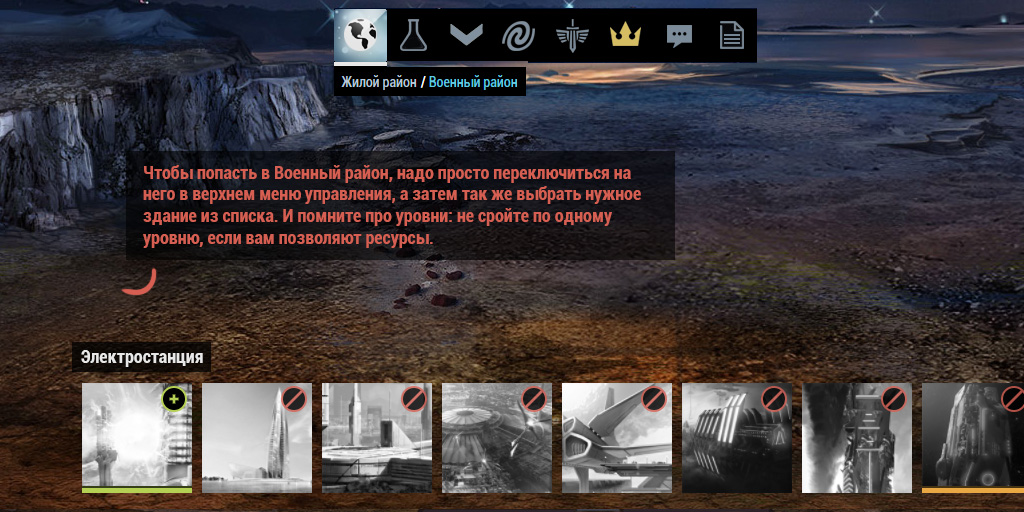 Жилой район / Военный район
Чтобы попасть в Военный район, надо просто переключиться на
него в верхнем меню управления, а затем так же выбрать нужное
здание из списка. И помните про уровни: не сройте по одному
уровню, если вам позволяют ресурсы.
Электростанция